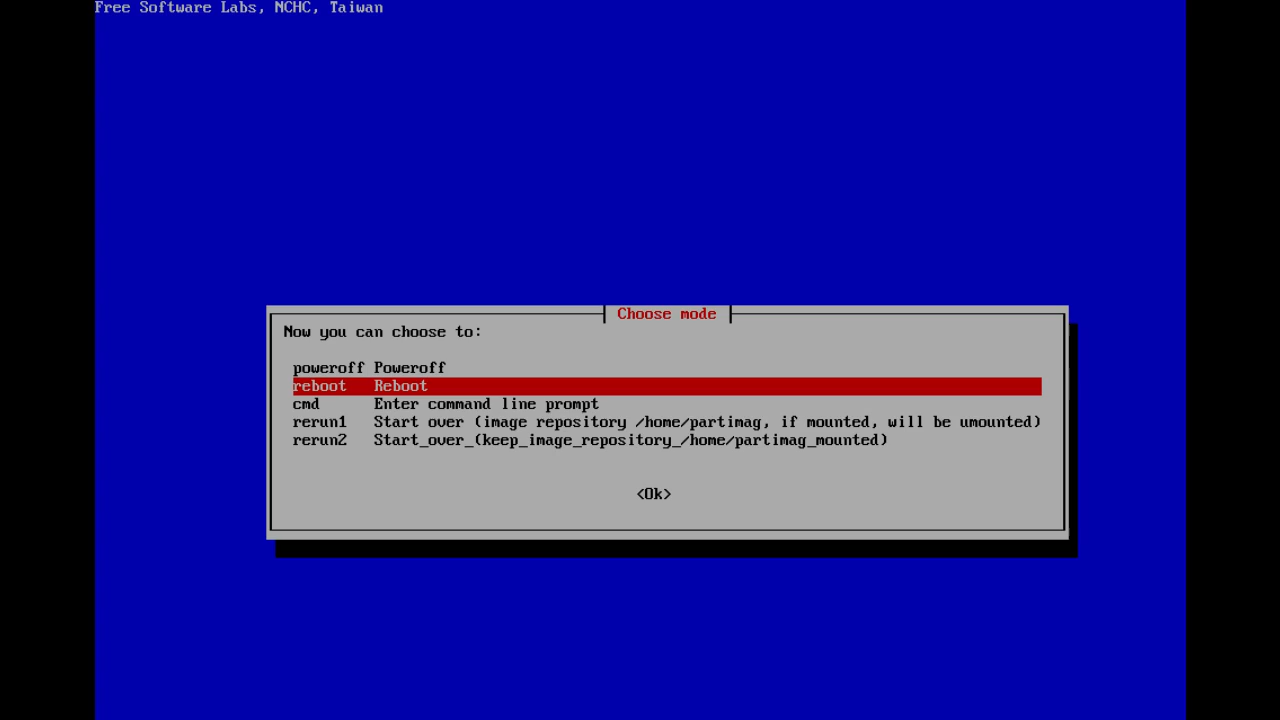 Free Software Labs, NCHC, Taiwan
Choose mode
Now you can choose to:
poweroff Poweroff
reboot Reboot
cmd Enter command line prompt
rerun1 Start over (image repository /home/partimag, if mounted, will be umounted)
rerun2 Start_over_(keep_image_repository_/home/partimag_mounted)
<Ok>